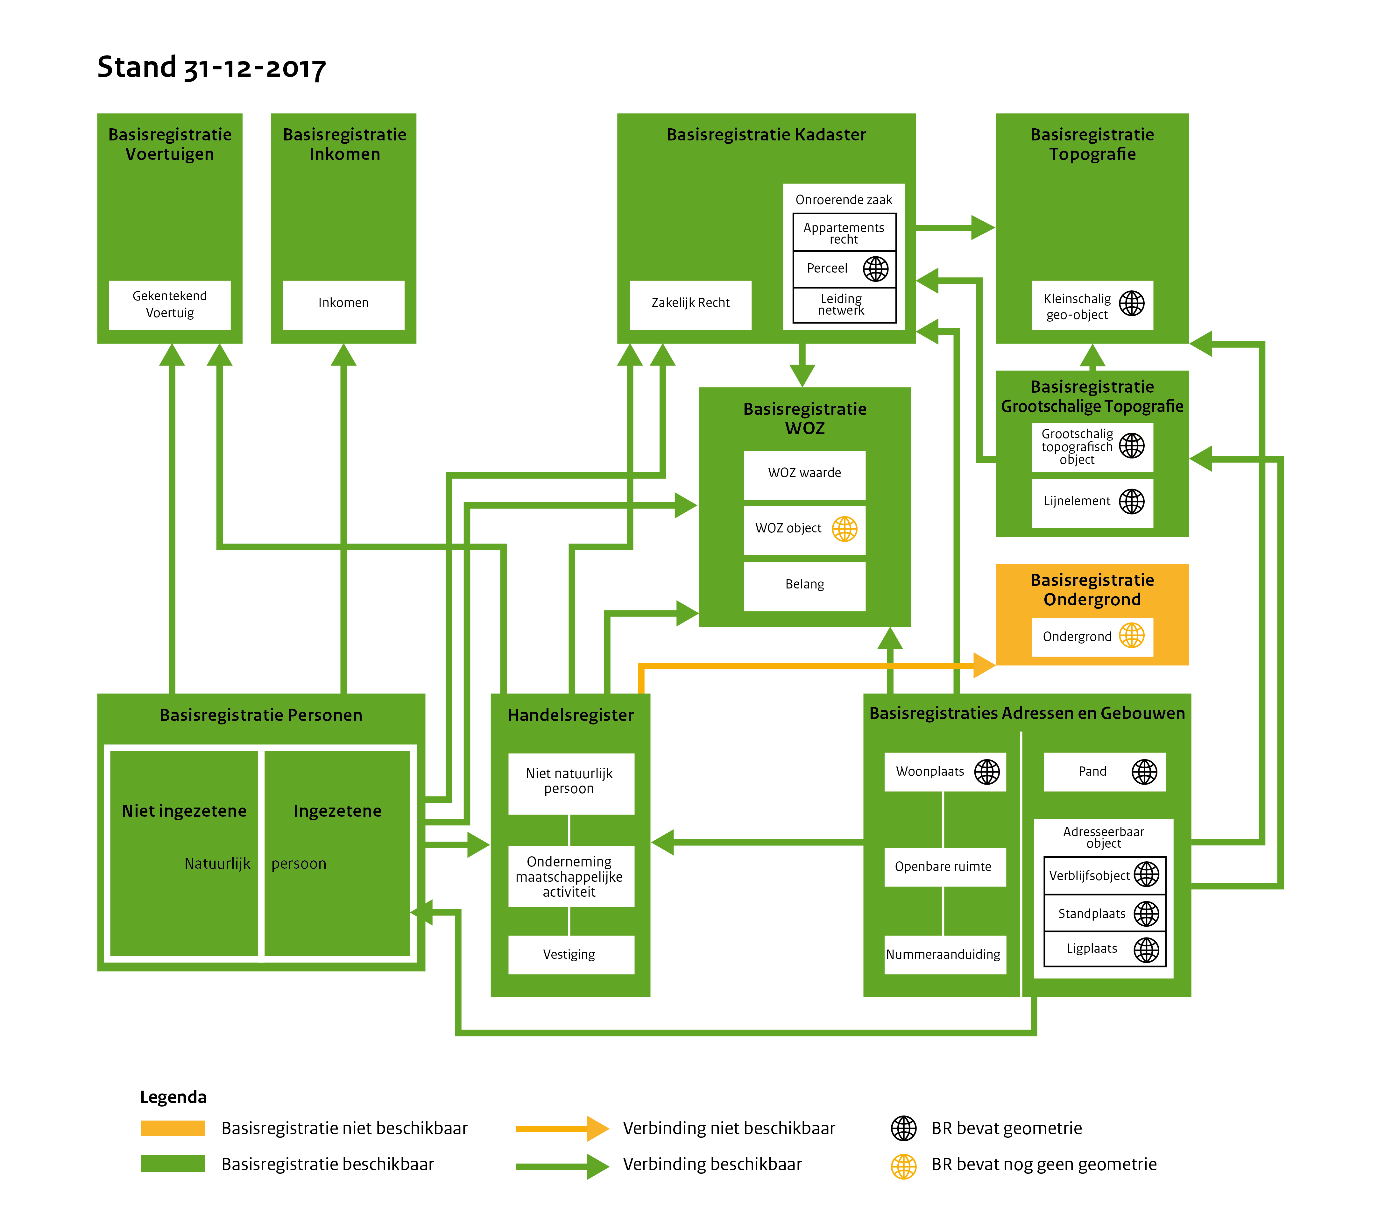 Stand 31-12-2017
Basisregistratie
Voertuigen
Gekentekend
Voertuig
Basisregistratie
Inkomen
Inkomen
Basisregistratie Kadaster
Zakelijk Recht
Onroerende zaak
Appartements
recht
Perceel
Leiding
netwerk
Basisregistratie
Topografie
Kleinschalig
geo-object
Basisregistratie
Grootschalige Topografie
Grootschalig
topografisch
object
Lijnelement
Basisregistratie
WOZ
WOZ waarde
WOZ object
Belang
Basisregistratie
Ondergrond
Ondergrond
Basisregistratie Personen
Niet ingezetene
Ingezetene
Natuurlijk persoon
Handelsregister
Niet natuurlijk
persoon
Onderneming
maatschappelijke
activiteit
Vestiging
Basisregistraties Adressen en Gebouwen
Woonplaats
Openbare ruimte
Nummeraanduiding
Pand
Adresseerbaar
object
Verblijfsobject
Standplaats
Ligplaats
Legenda
Basisregistratie niet beschikbaar
Basisregistratie beschikbaar
Verbinding niet beschikbaar
Verbinding beschikbaar
BR bevat geometrie
BR bevat nog geen geometrie